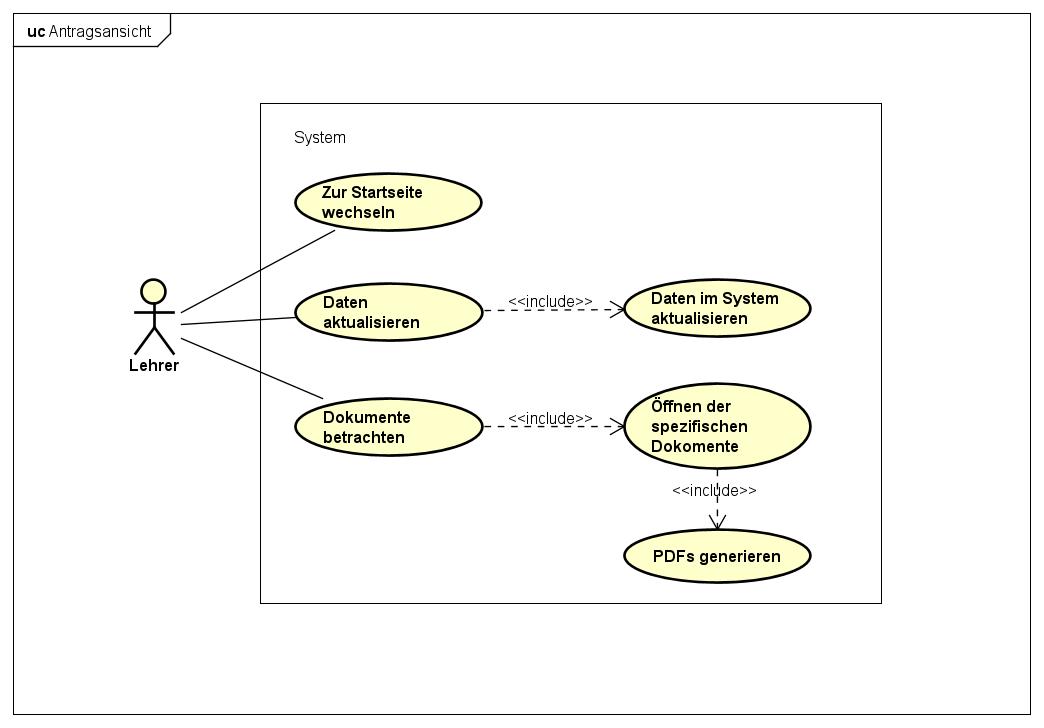 uc Antragsansicht
System
Zur Startseite
wechseln
Daten
aktualisieren
<<include>>
Daten im System
aktualisieren
Lehrer
Dokumente
betrachten
<<include>>
Öffnen der
spezifischen
Dokomente
<<include>>
PDFs generieren